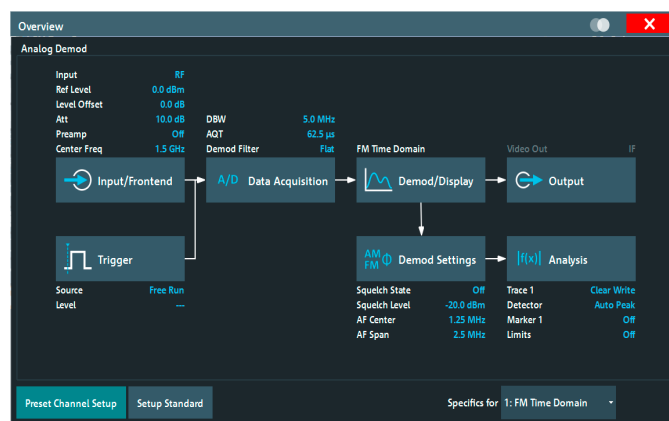 Overview
Analog Demod
Input RF
Ref Level 0.0 dBm
Level Offset 0.0 dB
Att 10.0 dB DBW 5.0 MHz
Preamp Off AQT 62.5 µs
Center Freq 1.5 GHz Demod Filter Flat FM Time Domain Video Out IF
Input/Frontend A/D Data Acquisition Demod/Display Output
Trigger AM FM Φ Demod Settings |f(x)| Analysis
Source Free Run Squelch State Off Trace 1 Clear Write
Level --- Squelch Level -20.0 dBm Detector Auto Peak
AF Center 1.25 MHz Marker 1 Off
AF Span 2.5 MHz Limits Off
Preset Channel Setup Setup Standard Specifics for 1: FM Time Domain